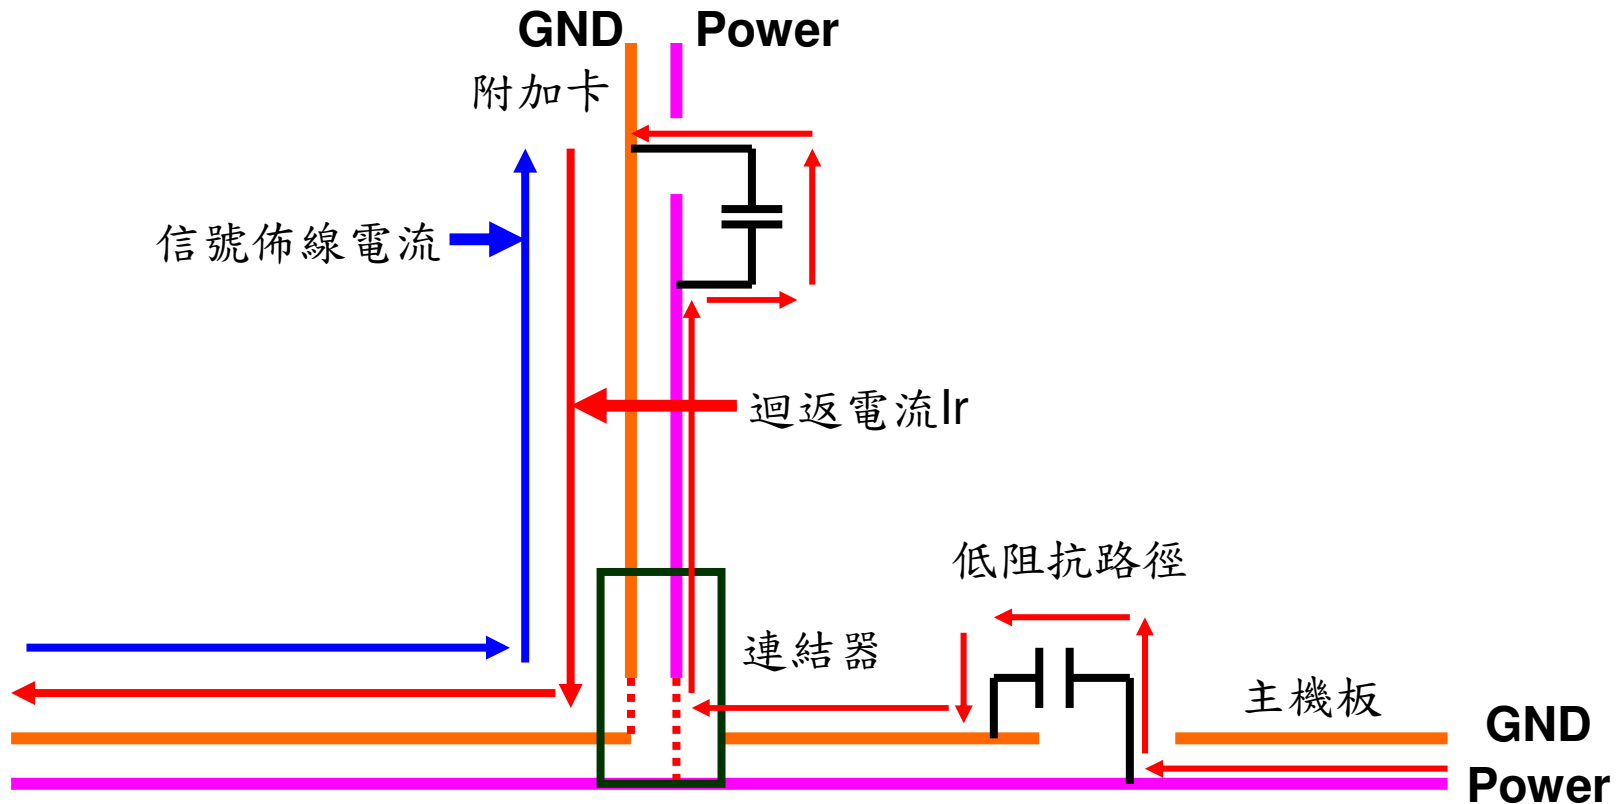 GND Power
附加卡
信號佈線電流
迴返電流Ir
低阻抗路徑
連結器
主機板
GND
Power